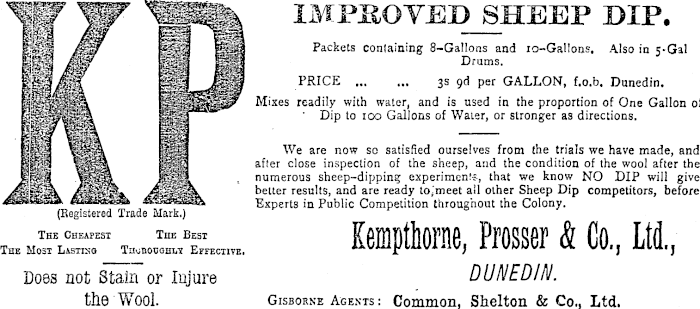 KP
(Registered Trade Mark.)
THE CHEAPEST THE BEST
THE MOST LASTING THOROUGHLY EFFECTIVE.
Does not Stain or Injure
the Wool.
IMPROVED SHEEP DIP.
Packets containing 8-Gallons and 10-Gallons. Also in 5-Gal
Drums.
PRICE ... ... 3s 9d per GALLON, f.o.b. Dunedin.
Mixes readily with water, and is used in the proportion of One Gallon of
Dip to 100 Gallons of Water, or stronger as directions.
We are now so satisfied ourselves from the trials we have made, and
after close inspection of the sheep, and the condition of the wool after the
numerous sheep-dipping experiments, that we know NO DIP will give
better results, and are ready to meet all other Sheep Dip competitors, before
Experts in Public Competition throughout the Colony.
Kempthorne, Prosser & Co., Ltd.,
DUNEDIN.
GISBORNE AGENTS: Common, Shelton & Co., Ltd.